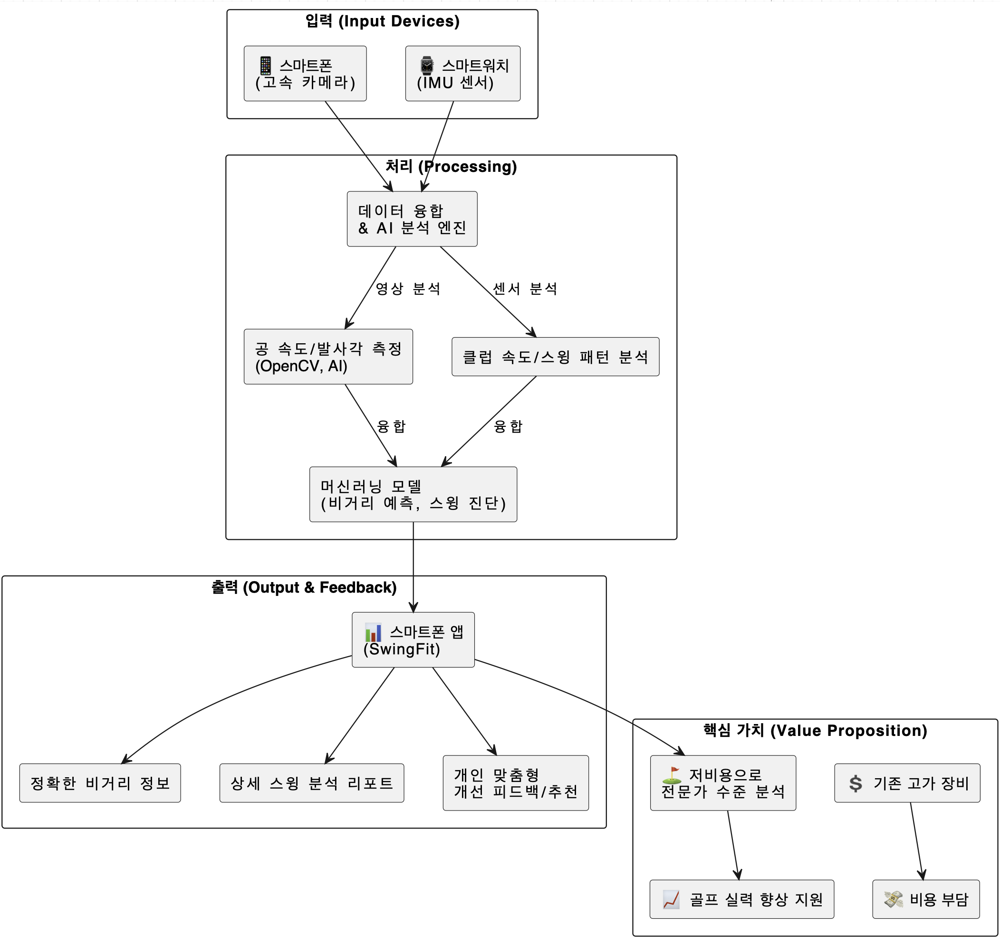 입력 (Input Devices)
📱 스마트폰
(고속 카메라)
⌚ 스마트워치
(IMU 센서)
처리 (Processing)
데이터 융합
& AI 분석 엔진
영상 분석
센서 분석
공 속도/발사각 측정
(OpenCV, AI)
클럽 속도/스윙 패턴 분석
융합
융합
머신러닝 모델
(비거리 예측, 스윙 진단)
출력 (Output & Feedback)
📊 스마트폰 앱
(SwingFit)
정확한 비거리 정보
상세 스윙 분석 리포트
개인 맞춤형
개선 피드백/추천
핵심 가치 (Value Proposition)
⛳ 저비용으로
전문가 수준 분석
💲 기존 고가 장비
📈 골프 실력 향상 지원
💸 비용 부담